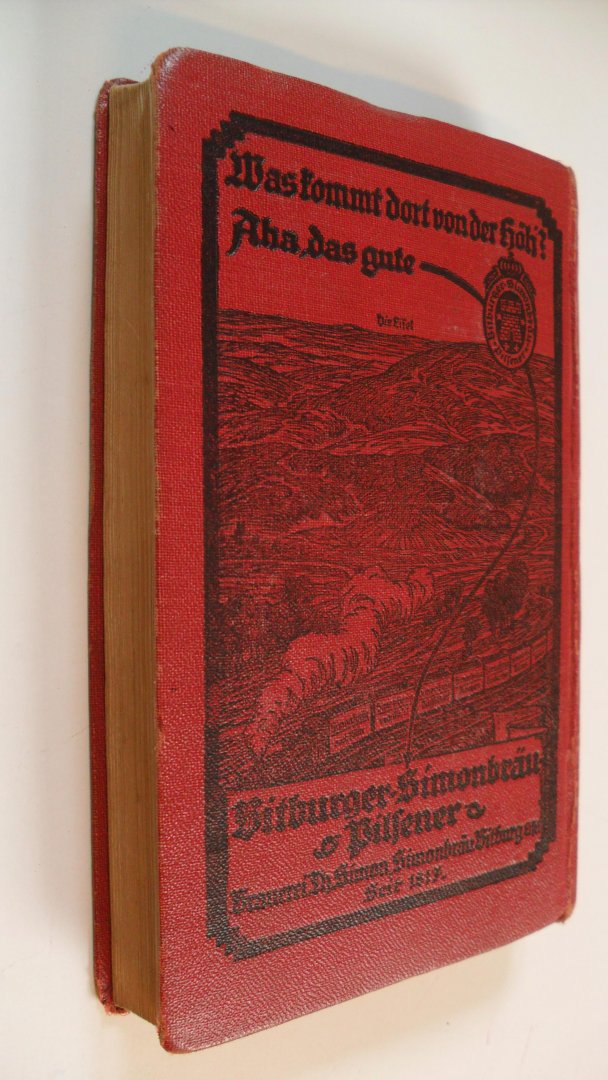 Was kommt dort von der Höh'?
Aha, das gute
Die Eifel
Bitburger-Simonbräu
Pilsener
Brauerei Th. Simon, Simonbräu, Bitburg
Seit 1817.